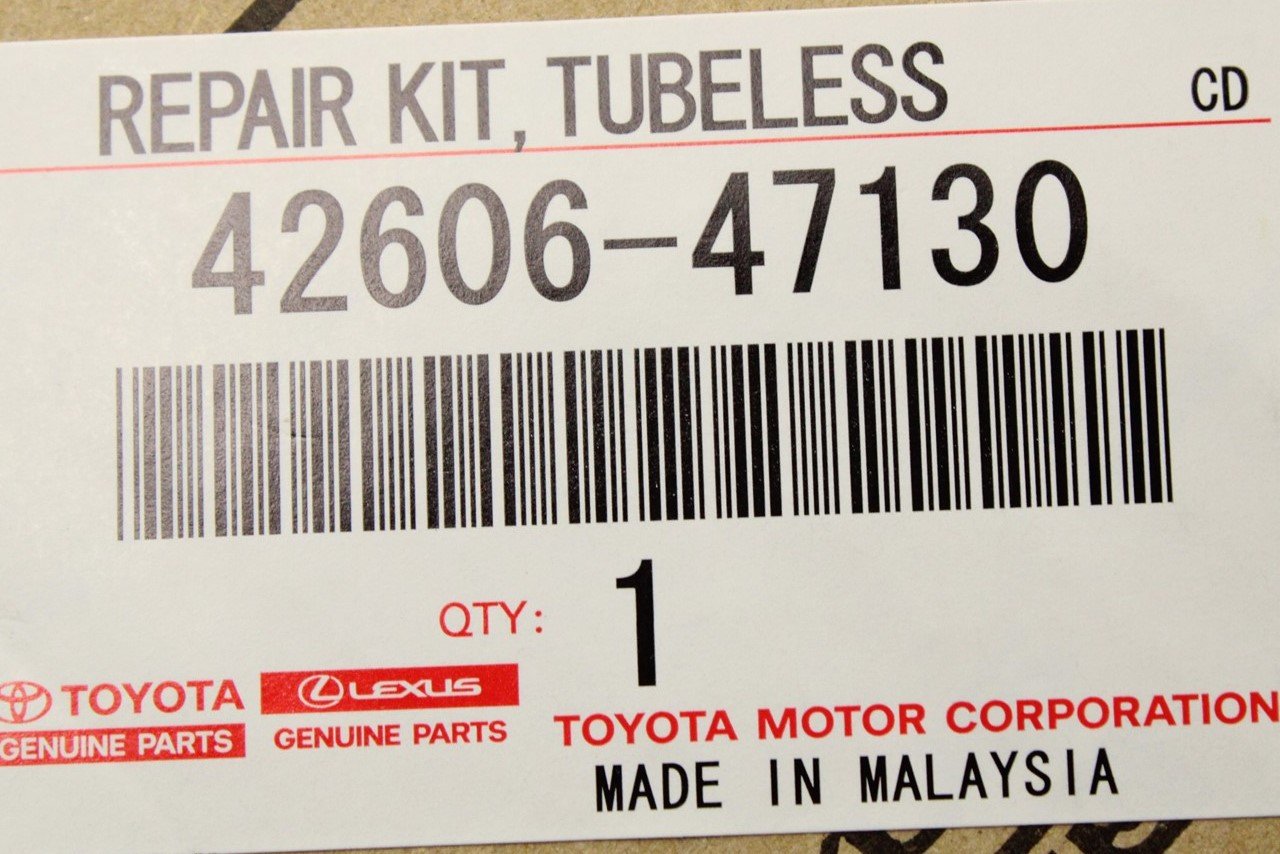 REPAIR KIT, TUBELESS CD
42606-47130
QTY: 1
TOYOTA
GENUINE PARTS
LEXUS
GENUINE PARTS
TOYOTA MOTOR CORPORATION
MADE IN MALAYSIA